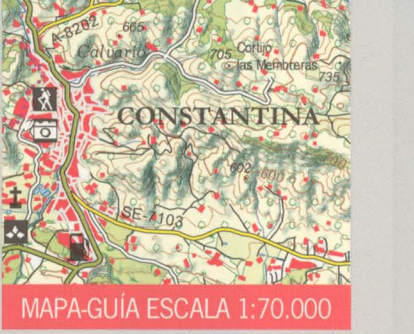 A-8202
665
Calvario
705
Cortijo
las Membreras
735
CONSTANTINA
602
600
SE-7103
MAPA-GUÍA ESCALA 1:70.000